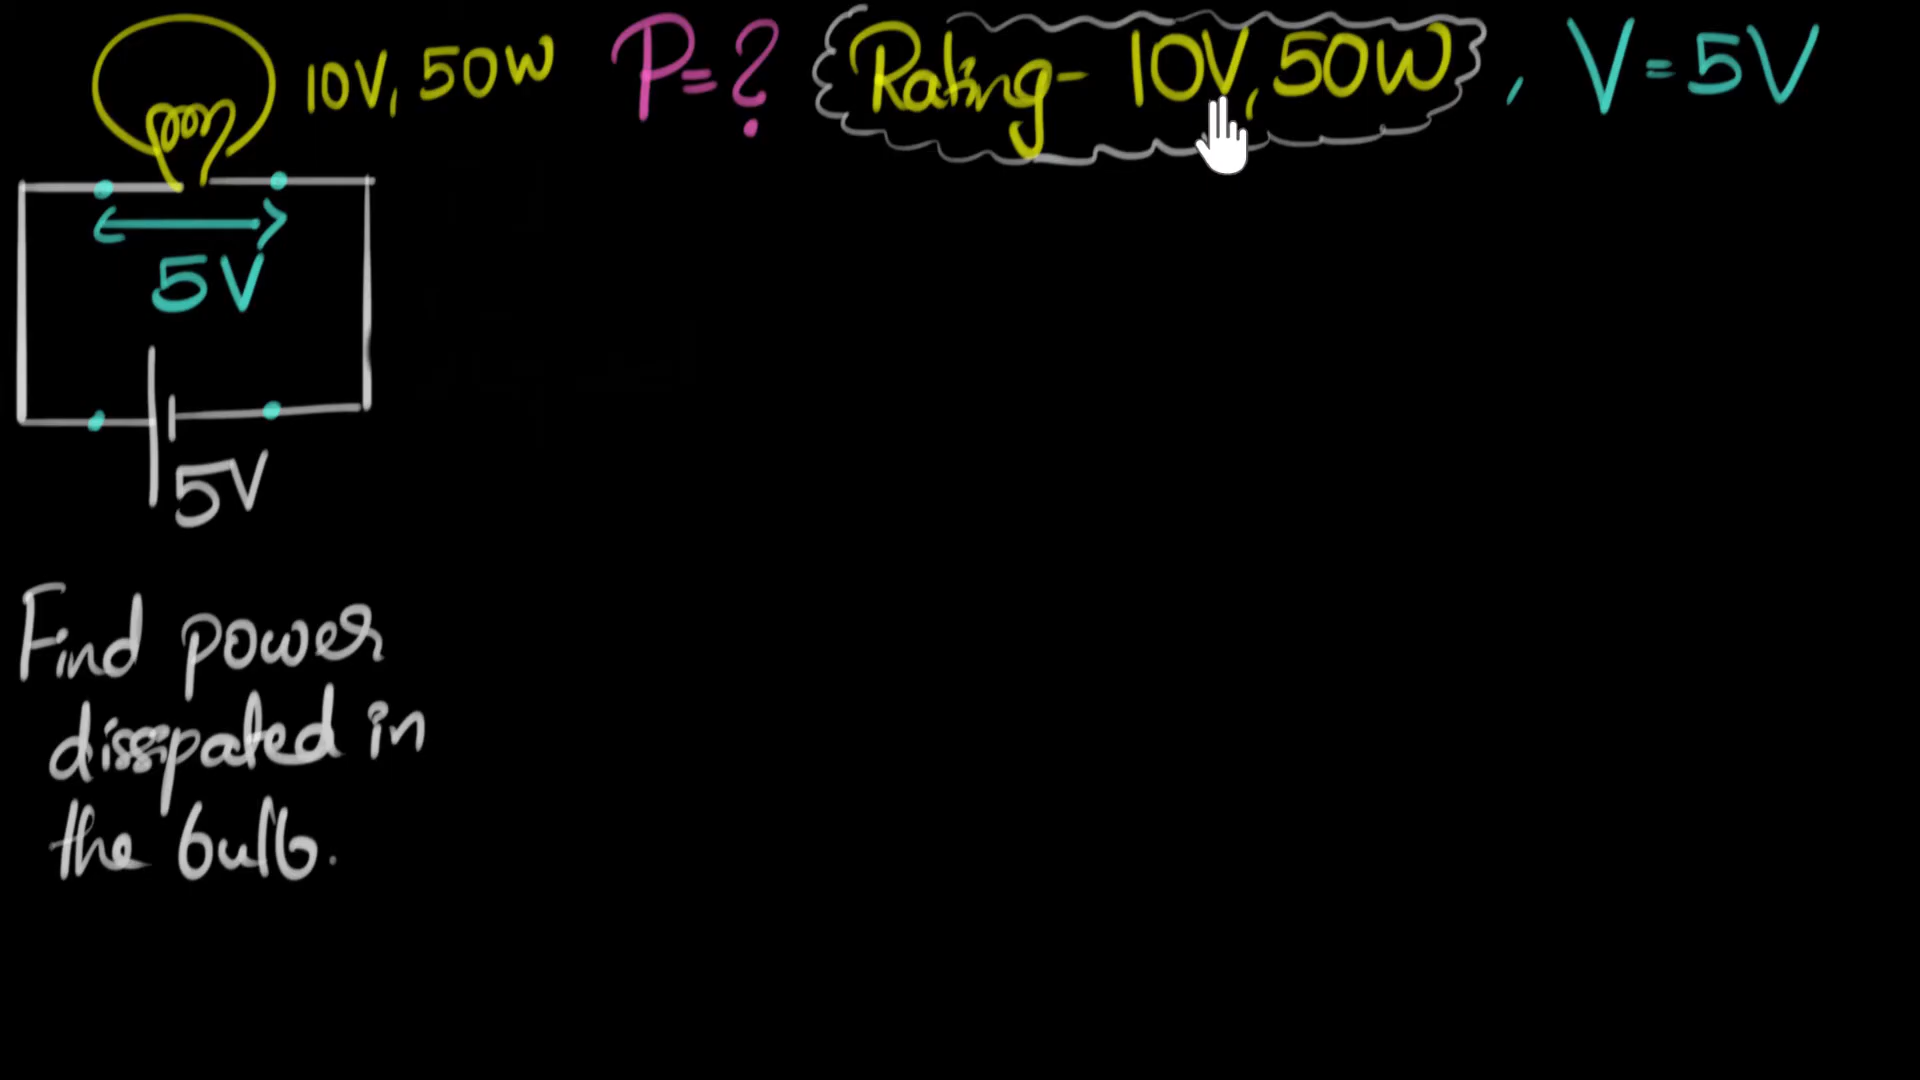 10V, 50W
P=? Rating- 10V, 50W, V=5V
5V
5V
Find power
dissipated in
the bulb.